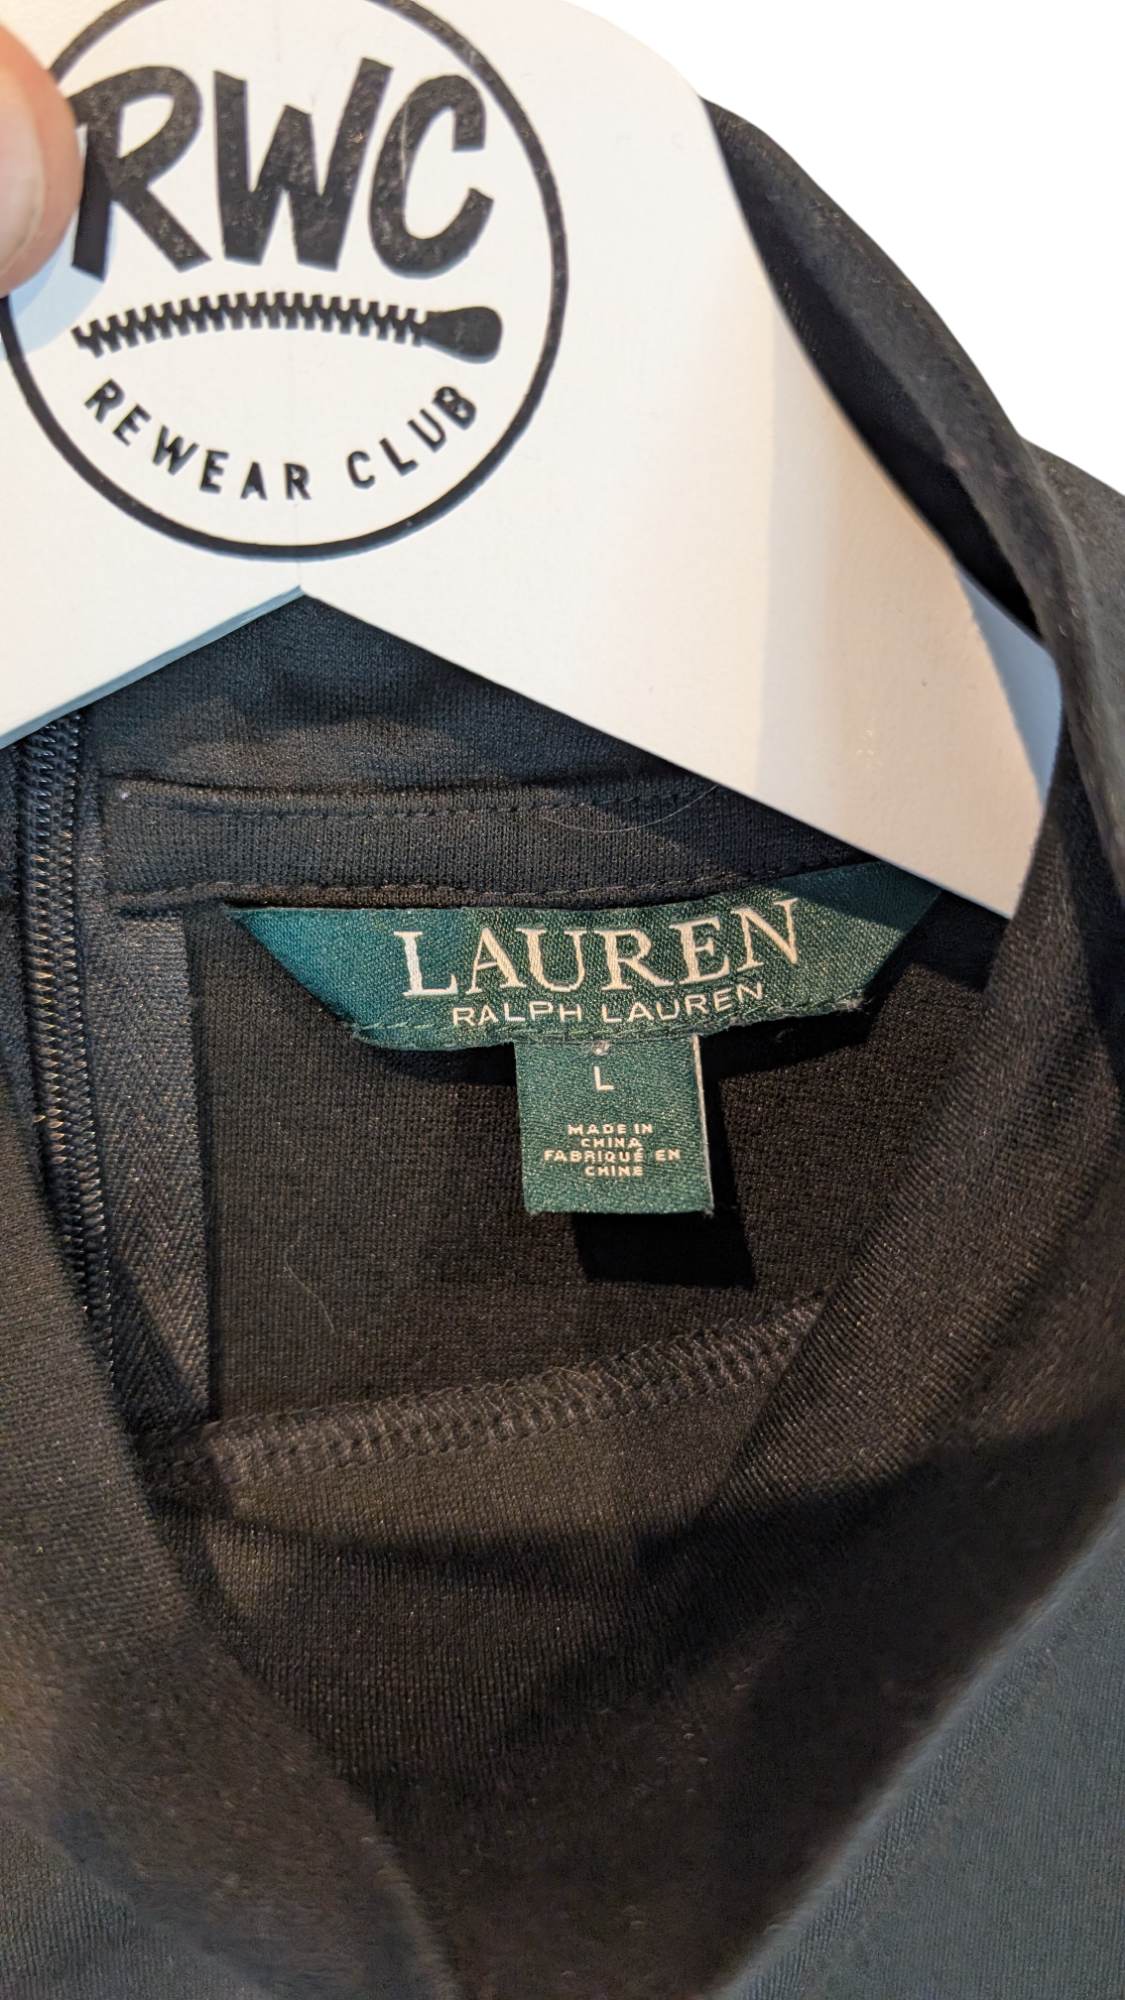 RWC
REWEAR CLUB
LAUREN
RALPH LAUREN
L
MADE IN
CHINA
FABRIQUÉ EN
CHINE